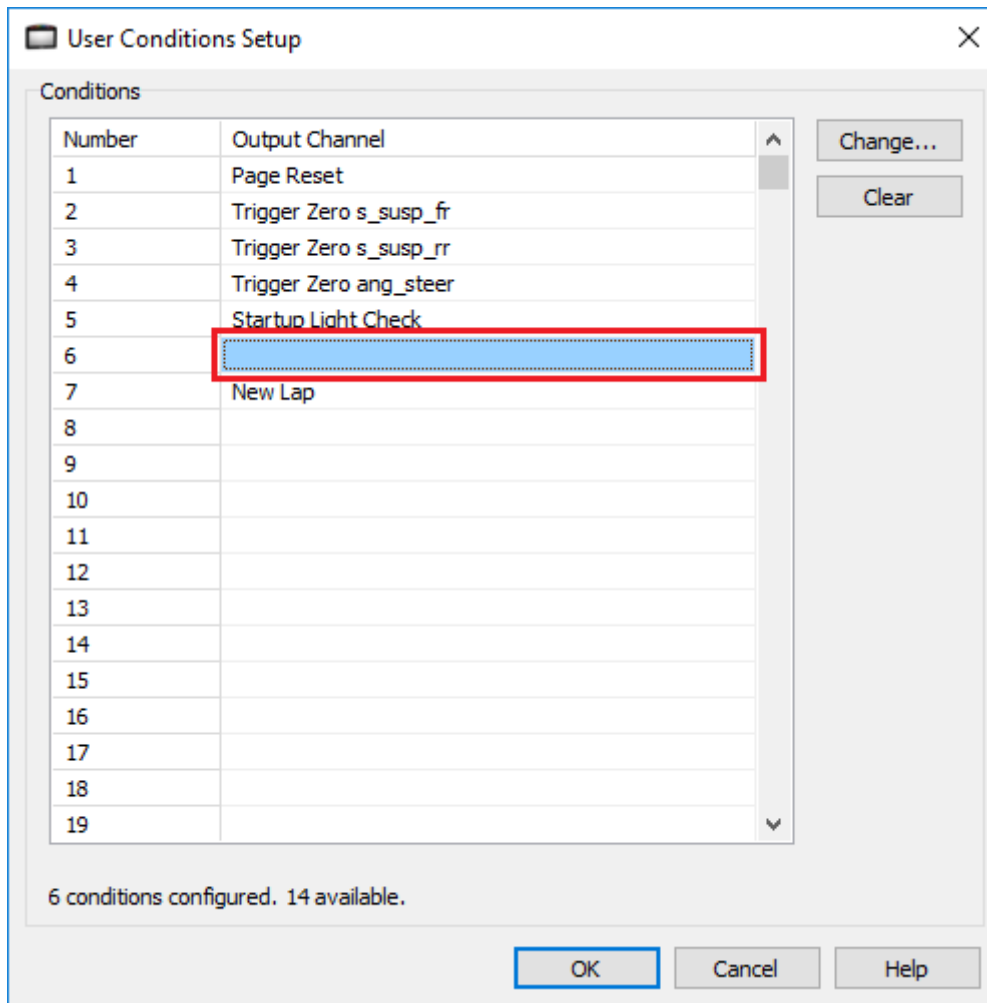 User Conditions Setup
Conditions
Number Output Channel
Change...
1 Page Reset
Clear
2 Trigger Zero s_susp_fr
3 Trigger Zero s_susp_rr
4 Trigger Zero ang_steer
5 Startup Light Check
6
7 New Lap
8
9
10
11
12
13
14
15
16
17
18
19
6 conditions configured. 14 available.
OK Cancel Help